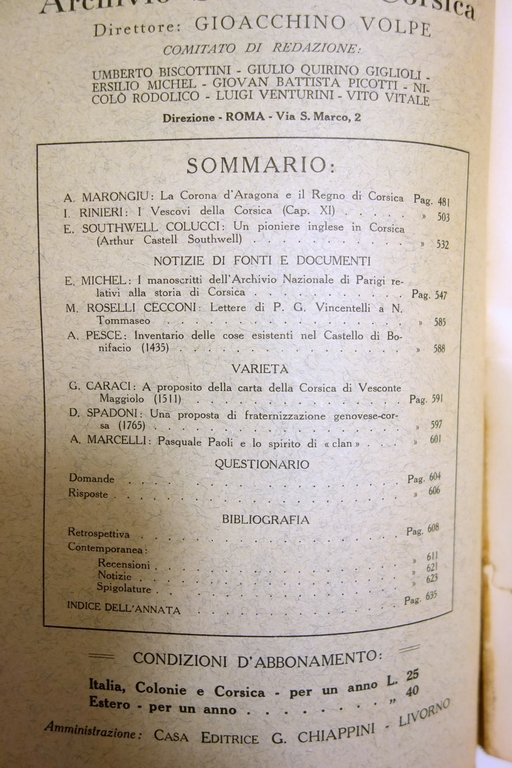 Archivio Corsica
Direttore: GIOACCHINO VOLPE
COMITATO DI REDAZIONE:
UMBERTO BISCOTTINI - GIULIO QUIRINO GIGLIOLI -
ERSILIO MICHEL - GIOVAN BATTISTA PICOTTI - NI-
COLÒ RODOLICO - LUIGI VENTURINI - VITO VITALE
Direzione - ROMA - Via S. Marco, 2
SOMMARIO:
A. MARONGIU: La Corona d'Aragona e il Regno di Corsica Pag. 481
I. RINIERI: I Vescovi della Corsica (Cap. XI) . . . . . . » 503
E. SOUTHWELL COLUCCI: Un pioniere inglese in Corsica
(Arthur Castell Southwell) . . . . . . . . . . . » 532
NOTIZIE DI FONTI E DOCUMENTI
E. MICHEL: I manoscritti dell'Archivio Nazionale di Parigi re-
lativi alla storia di Corsica . . . . . . . . . . Pag. 547
M. ROSELLI CECCONI: Lettere di P. G. Vincentelli a N.
Tommaseo . . . . . . . . . . . . . . . » 585
A. PESCE: Inventario delle cose esistenti nel Castello di Bo-
nifacio (1435) . . . . . . . . . . . . . . » 588
VARIETÀ
G. CARACI: A proposito della carta della Corsica di Vesconte
Maggiolo (1511) . . . . . . . . . . . . . Pag. 591
D. SPADONI: Una proposta di fraternizzazione genovese-cor-
sa (1765) . . . . . . . . . . . . . . . . » 597
A. MARCELLI: Pasquale Paoli e lo spirito di « clan » . . . . » 601
QUESTIONARIO
Domande . . . . . . . . . . . . . . . . . Pag. 604
Risposte . . . . . . . . . . . . . . . . . » 606
BIBLIOGRAFIA
Retrospettiva . . . . . . . . . . . . . . . . Pag. 608
Contemporanea:
Recensioni . . . . . . . . . . . . . . . » 611
Notizie . . . . . . . . . . . . . . . . » 621
Spigolature . . . . . . . . . . . . . . . » 623
INDICE DELL'ANNATA . . . . . . . . . . . . . Pag. 635
CONDIZIONI D'ABBONAMENTO:
Italia, Colonie e Corsica - per un anno L. 25
Estero - per un anno . . . . . . . . » 40
Amministrazione: CASA EDITRICE G. CHIAPPINI - LIVORNO